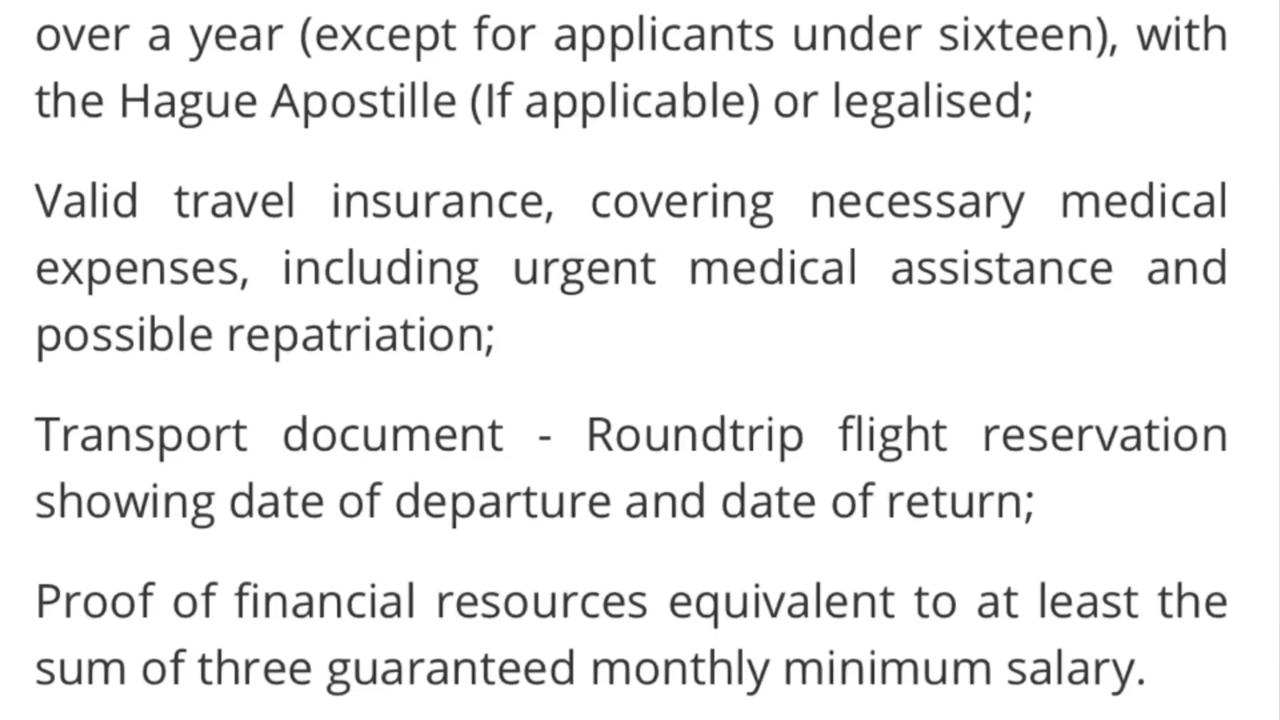 over a year (except for applicants under sixteen), with
the Hague Apostille (If applicable) or legalised;
Valid travel insurance, covering necessary medical
expenses, including urgent medical assistance and
possible repatriation;
Transport document - Roundtrip flight reservation
showing date of departure and date of return;
Proof of financial resources equivalent to at least the
sum of three guaranteed monthly minimum salary.